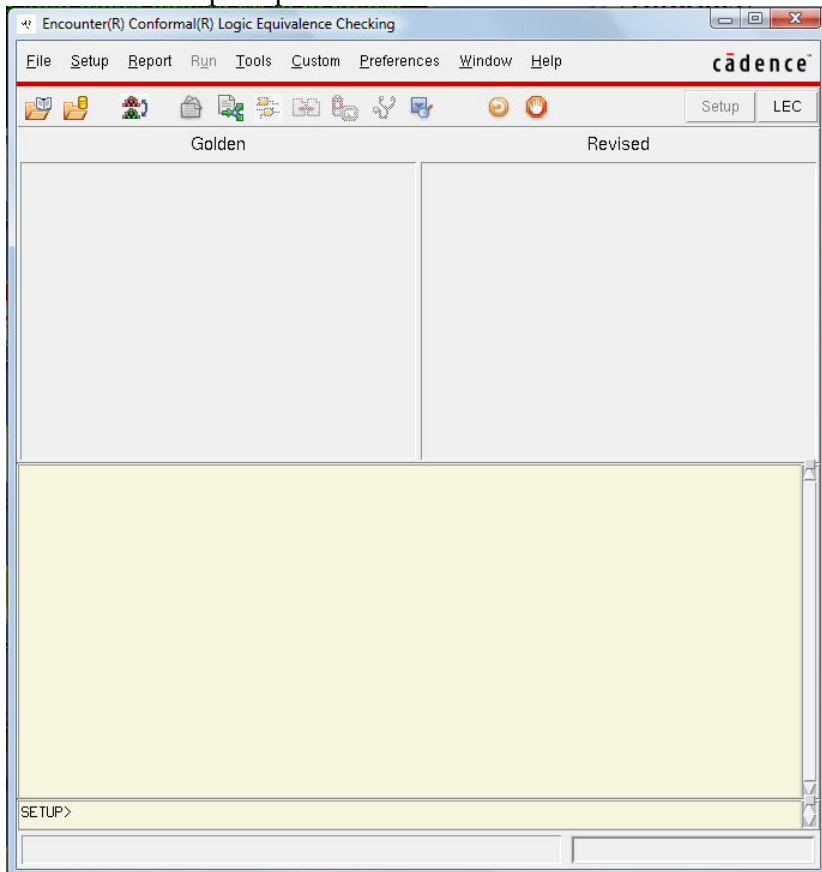 Encounter(R) Conformal(R) Logic Equivalence Checking
File Setup Report Run Tools Custom Preferences Window Help cādence™
Setup LEC
Golden Revised
SETUP>